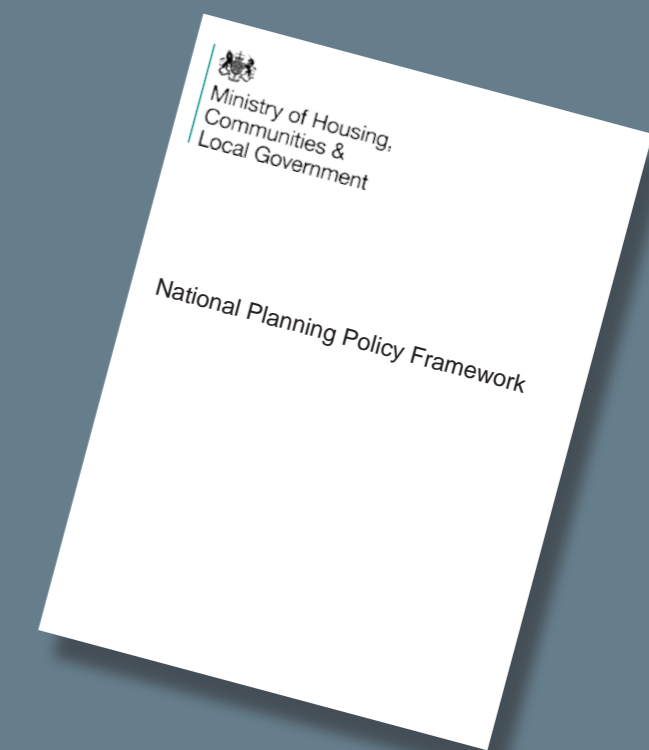 Ministry of Housing,
Communities &
Local Government
National Planning Policy Framework